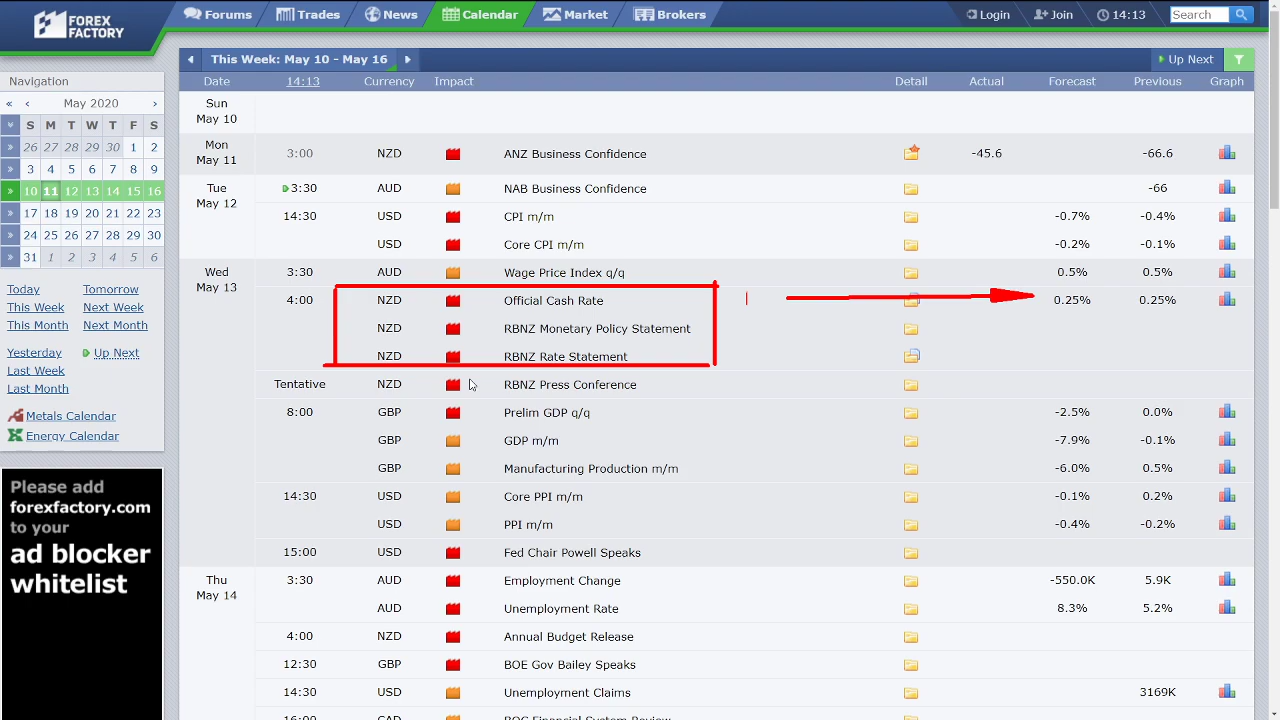 FOREX FACTORY
Forums Trades News Calendar Market Brokers Login Join 14:13 Search
This Week: May 10 - May 16 Up Next
Navigation
Date 14:13 Currency Impact Detail Actual Forecast Previous Graph
« ‹ May 2020 ›
S M T W T F S
26 27 28 29 30 1 2
3 4 5 6 7 8 9
10 11 12 13 14 15 16
17 18 19 20 21 22 23
24 25 26 27 28 29 30
31 1 2 3 4 5 6
Today Tomorrow
This Week Next Week
This Month Next Month
Yesterday Up Next
Last Week
Last Month
Metals Calendar
Energy Calendar
Please add
forexfactory.com
to your
ad blocker
whitelist
Sun
May 10
Mon
May 11
3:00 NZD ANZ Business Confidence -45.6 -66.6
Tue
May 12
3:30 AUD NAB Business Confidence -66
14:30 USD CPI m/m -0.7% -0.4%
USD Core CPI m/m -0.2% -0.1%
Wed
May 13
3:30 AUD Wage Price Index q/q 0.5% 0.5%
4:00 NZD Official Cash Rate 0.25% 0.25%
NZD RBNZ Monetary Policy Statement
NZD RBNZ Rate Statement
Tentative NZD RBNZ Press Conference
8:00 GBP Prelim GDP q/q -2.5% 0.0%
GBP GDP m/m -7.9% -0.1%
GBP Manufacturing Production m/m -6.0% 0.5%
14:30 USD Core PPI m/m -0.1% 0.2%
USD PPI m/m -0.4% -0.2%
15:00 USD Fed Chair Powell Speaks
Thu
May 14
3:30 AUD Employment Change -550.0K 5.9K
AUD Unemployment Rate 8.3% 5.2%
4:00 NZD Annual Budget Release
12:30 GBP BOE Gov Bailey Speaks
14:30 USD Unemployment Claims 3169K
16:00 CAD BOC Financial System Review